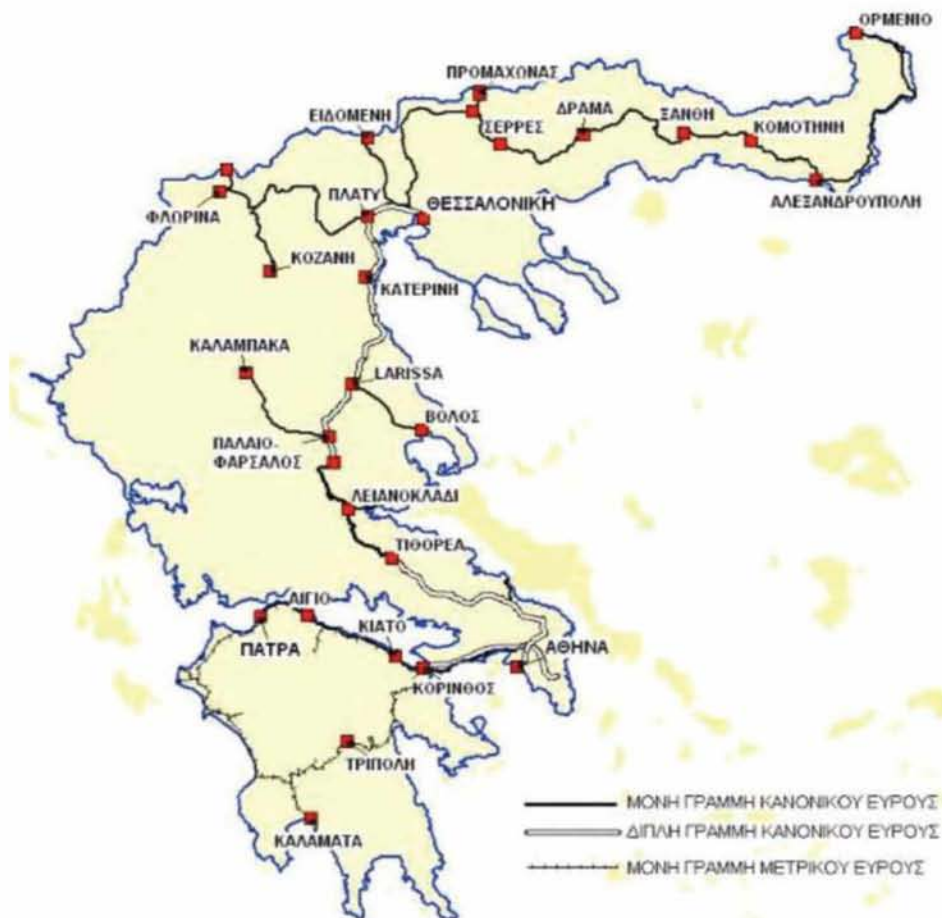 ΟΡΜΕΝΙΟ
ΠΡΟΜΑΧΩΝΑΣ
ΕΙΔΟΜΕΝΗ
ΣΕΡΡΕΣ
ΔΡΑΜΑ
ΞΑΝΘΗ
ΚΟΜΟΤΗΝΗ
ΑΛΕΞΑΝΔΡΟΥΠΟΛΗ
ΦΛΩΡΙΝΑ
ΠΛΑΤΥ
ΘΕΣΣΑΛΟΝΙΚΗ
ΚΟΖΑΝΗ
ΚΑΤΕΡΙΝΗ
ΚΑΛΑΜΠΑΚΑ
LARISSA
ΒΟΛΟΣ
ΠΑΛΑΙΟ-
ΦΑΡΣΑΛΟΣ
ΛΕΙΑΝΟΚΛΑΔΙ
ΤΙΘΟΡΕΑ
ΑΙΓΙΟ
ΠΑΤΡΑ
ΚΙΑΤΟ
ΑΘΗΝΑ
ΚΟΡΙΝΘΟΣ
ΤΡΙΠΟΛΗ
ΚΑΛΑΜΑΤΑ
ΜΟΝΗ ΓΡΑΜΜΗ ΚΑΝΟΝΙΚΟΥ ΕΥΡΟΥΣ
ΔΙΠΛΗ ΓΡΑΜΜΗ ΚΑΝΟΝΙΚΟΥ ΕΥΡΟΥΣ
ΜΟΝΗ ΓΡΑΜΜΗ ΜΕΤΡΙΚΟΥ ΕΥΡΟΥΣ